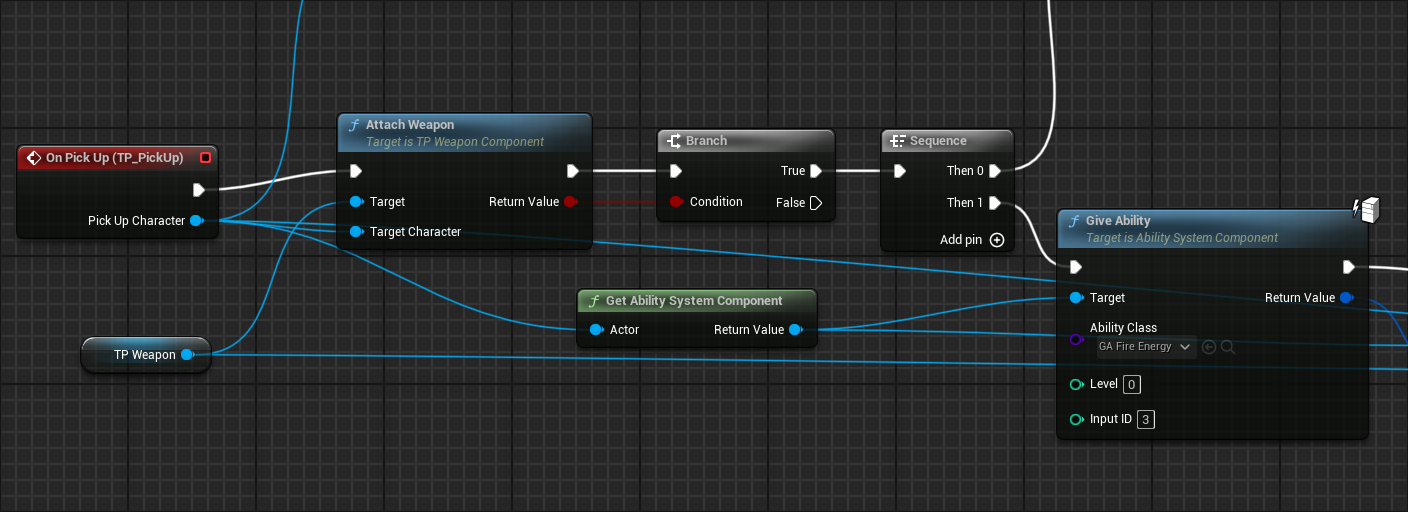 On Pick Up (TP_PickUp)
Pick Up Character
TP Weapon
f Attach Weapon
Target is TP Weapon Component
Target
Return Value
Target Character
f Get Ability System Component
Actor
Return Value
Branch
True
Condition
False
Sequence
Then 0
Then 1
Add pin
f Give Ability
Target is Ability System Component
Target
Return Value
Ability Class
GA Fire Energy
Level 0
Input ID 3